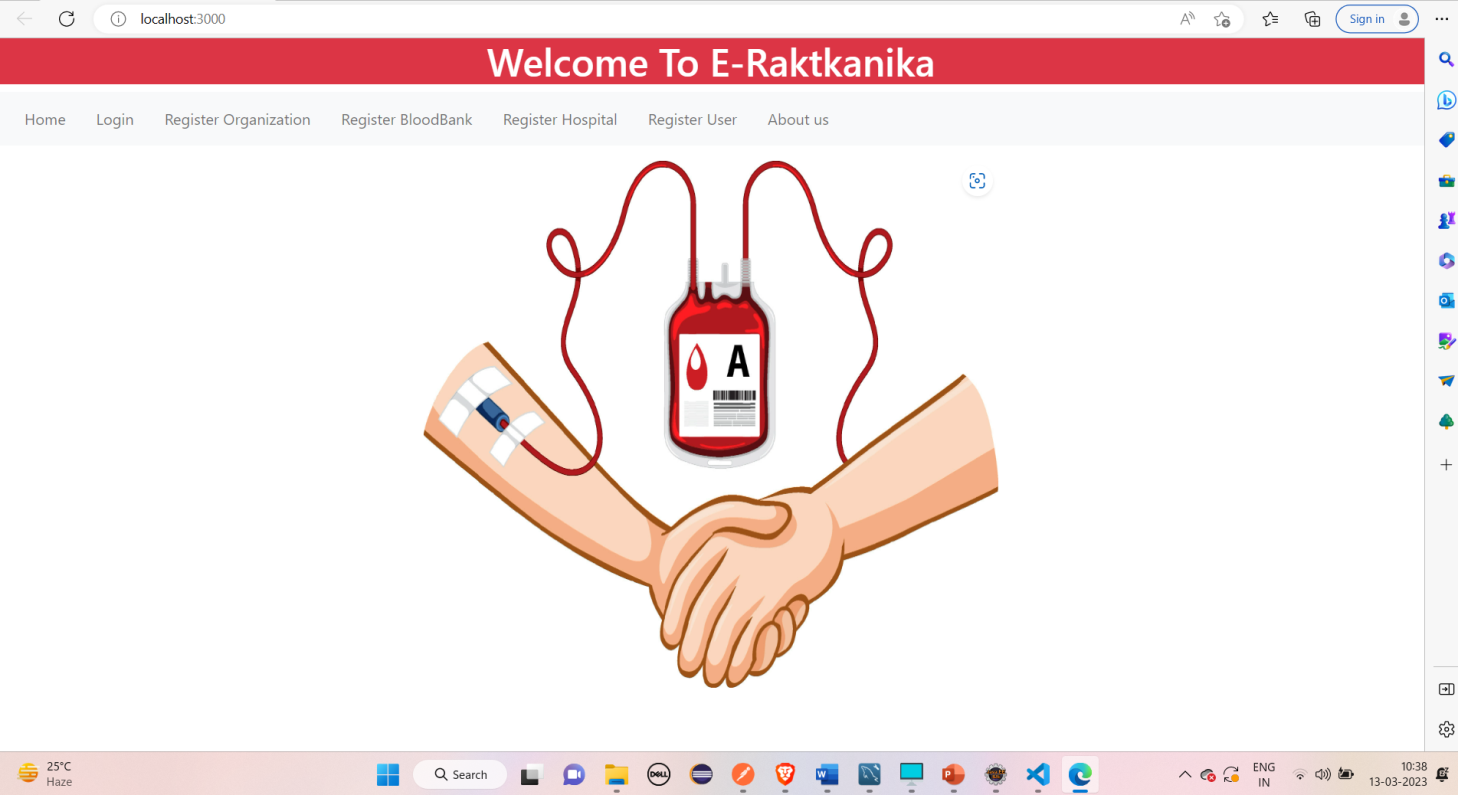 localhost:3000
Sign in
Welcome To E-Raktkanika
Home Login Register Organization Register BloodBank Register Hospital Register User About us
A
25°C
Haze
Search
DELL
ENG
IN
10:38
13-03-2023